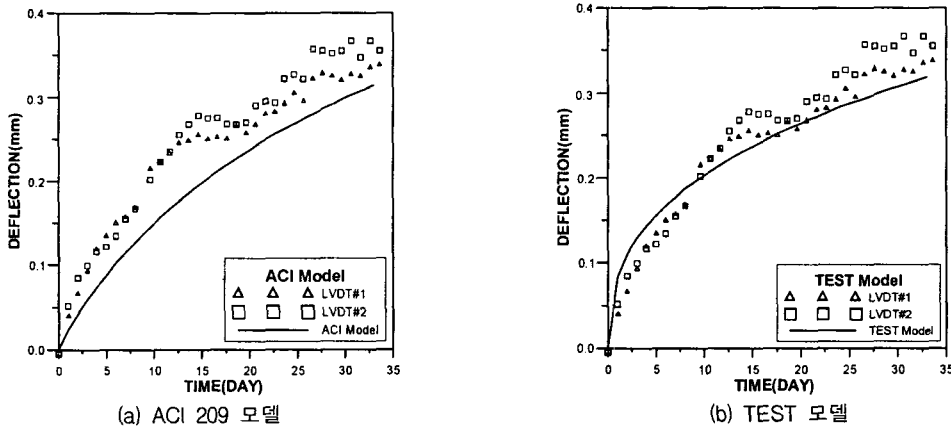 0.4
0.3
0.2
0.1
0.0
DEFLECTION(mm)
0 5 10 15 20 25 30 35
TIME(DAY)
ACI Model
LVDT#1
LVDT#2
ACI Model
(a) ACI 209 모델
0.4
0.3
0.2
0.1
0.0
DEFLECTION(mm)
0 5 10 15 20 25 30 35
TIME(DAY)
TEST Model
LVDT#1
LVDT#2
TEST Model
(b) TEST 모델